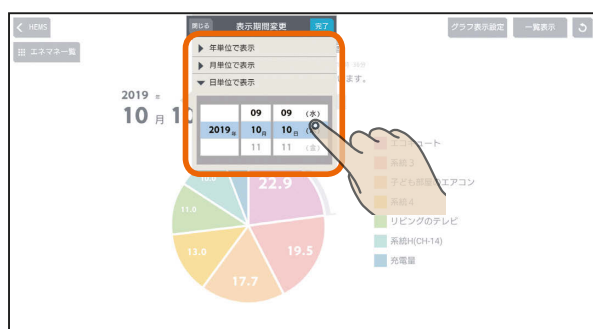 HEMS
閉じる 表示期間変更 完了
グラフ表示設定 一覧表示
エネマネ一覧
年単位で表示
月単位で表示
日単位で表示
ます。
2019 年
10 月 10
09 09 (水)
2019年 10月 10日
11 11 (金)
エコキュート
系統3
子ども部屋のエアコン
系統4
リビングのテレビ
系統H(CH-14)
充電量
10.0
22.9
11.0
13.0
19.5
17.7